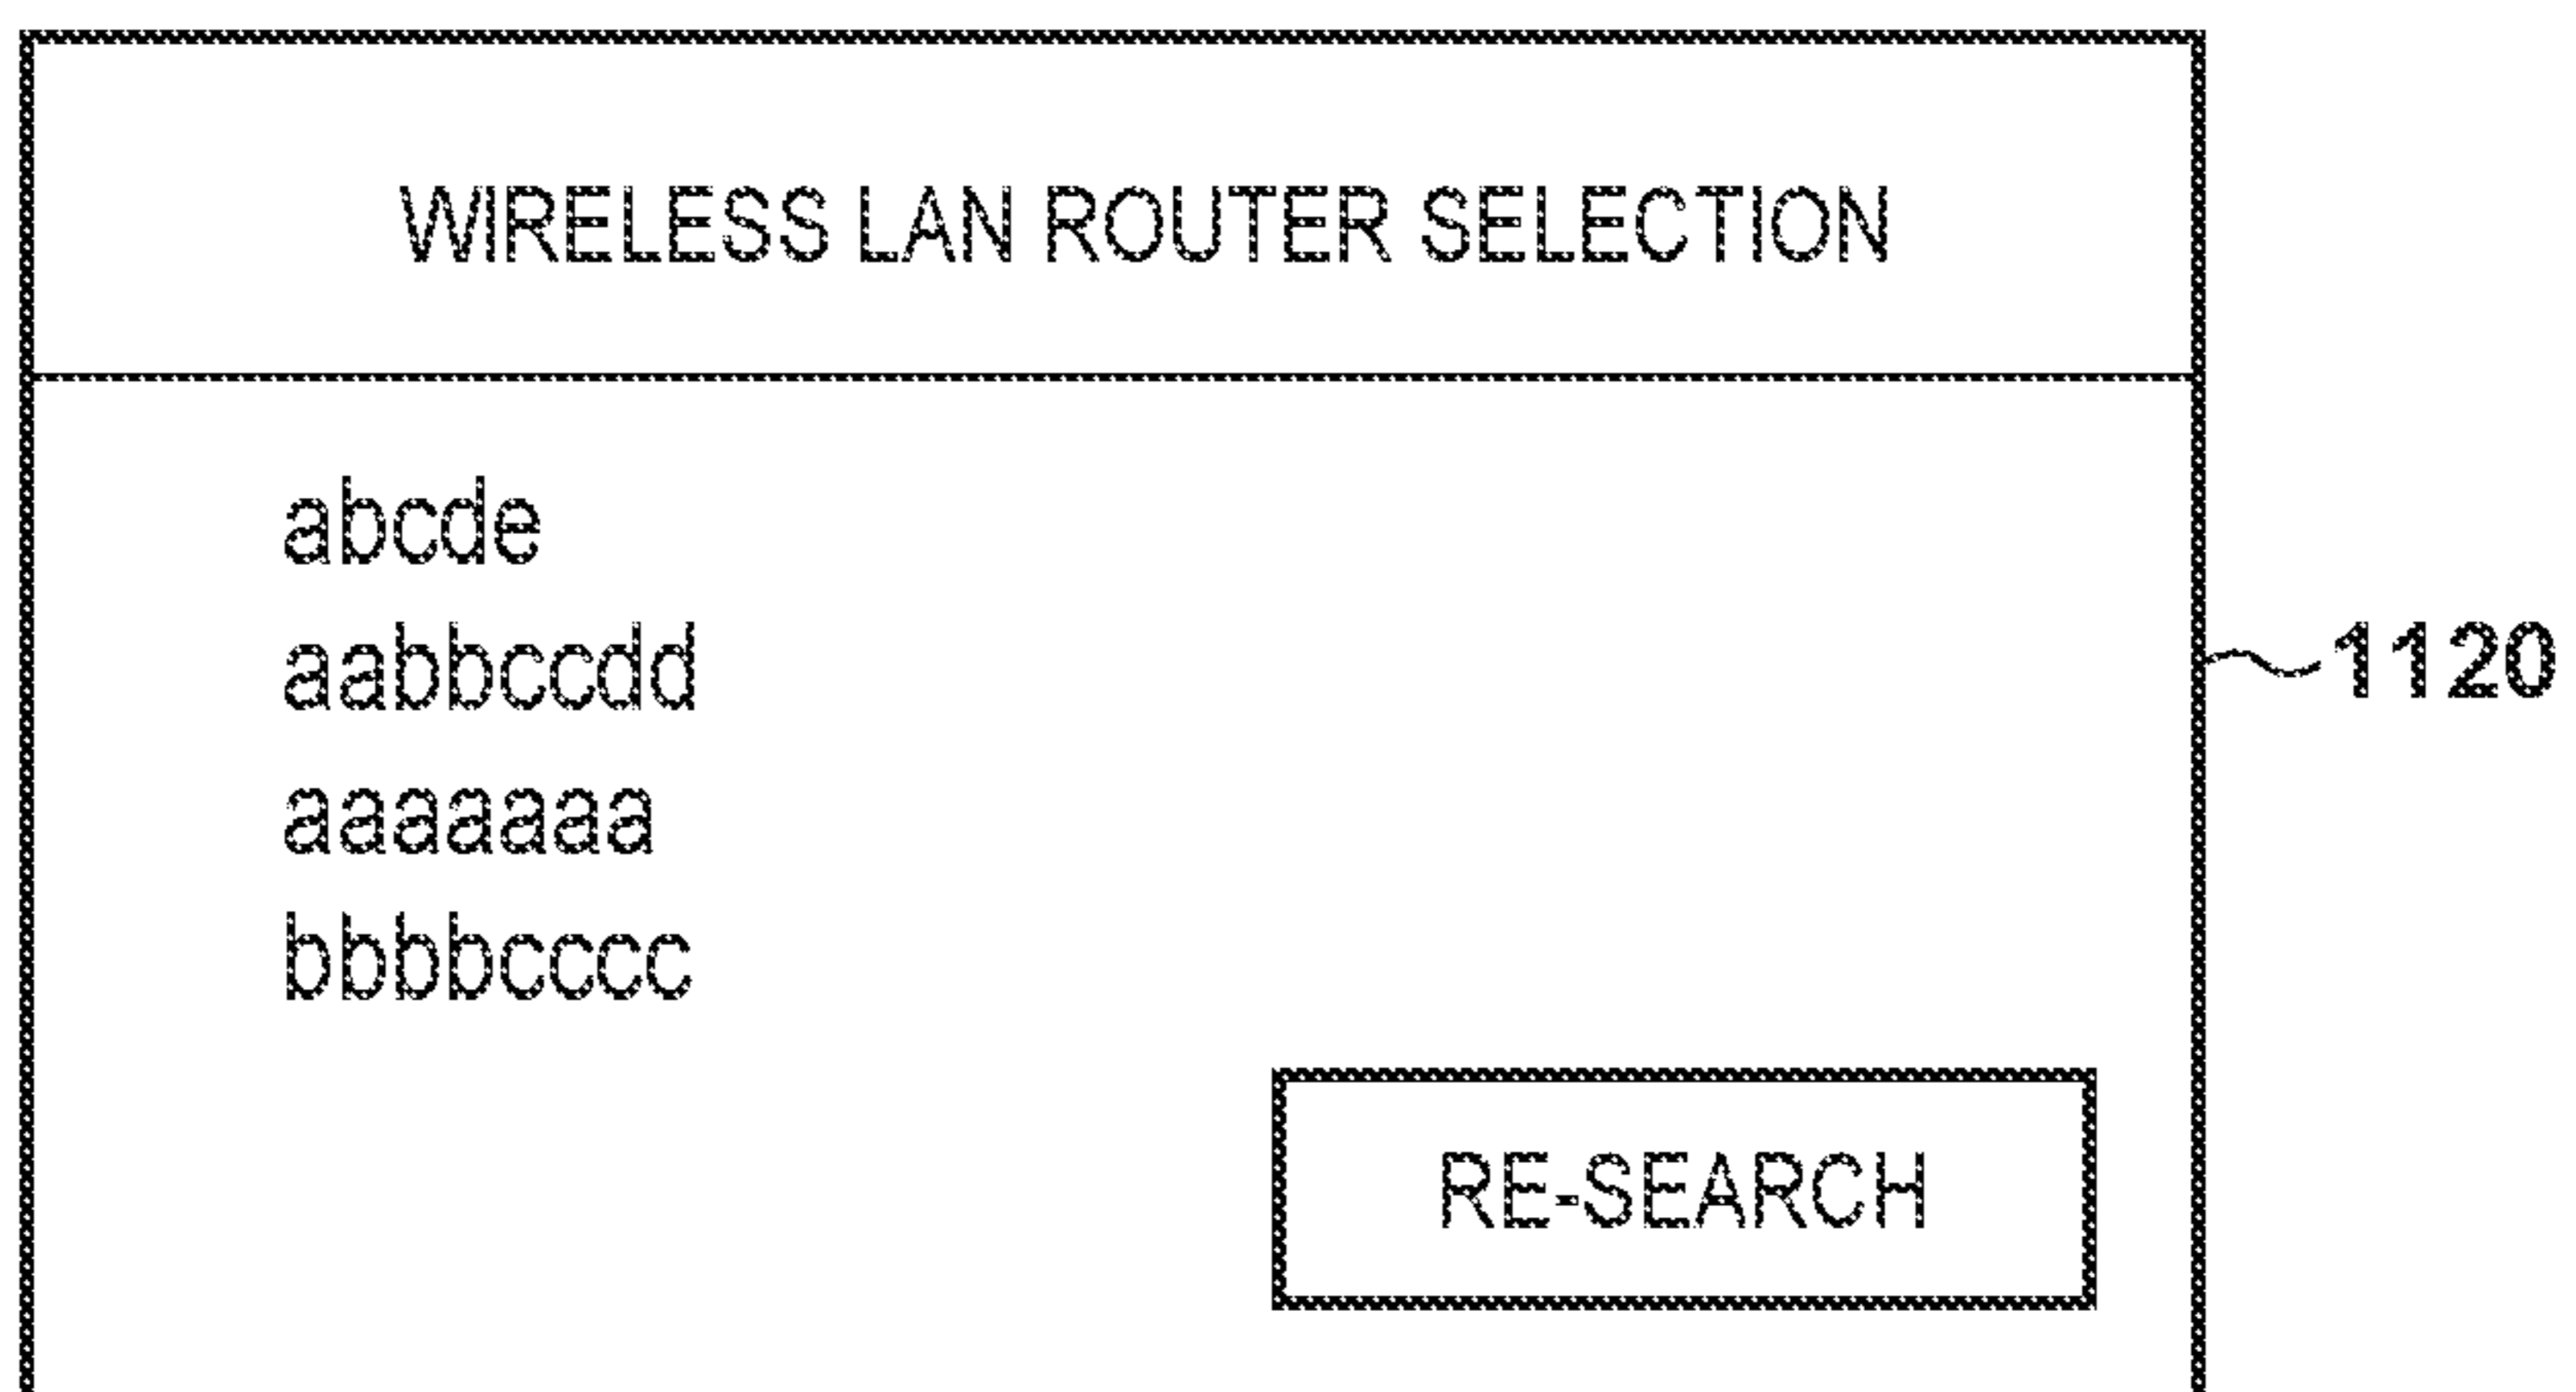 WIRELESS LAN ROUTER SELECTION
abcde
aabbccdd
1120
aaaaaaa
bbbbcccc
RE-SEARCH